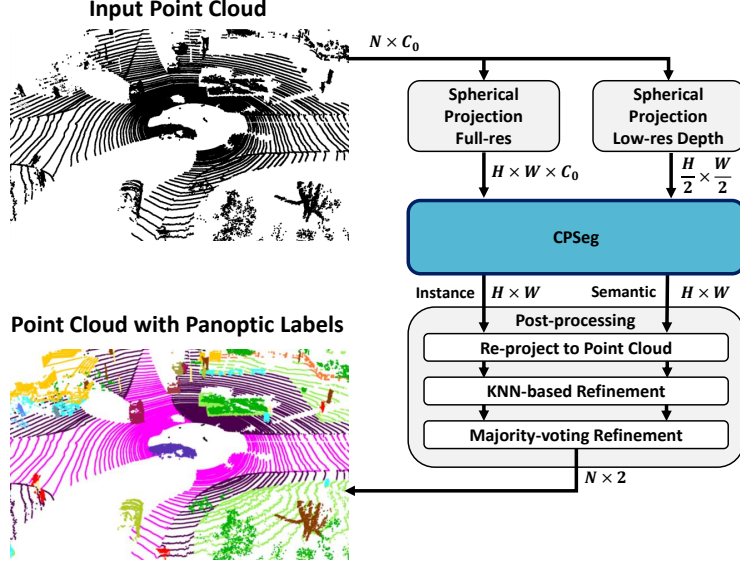 Input Point Cloud
N × C₀
Spherical
Projection
Full-res
Spherical
Projection
Low-res Depth
H × W × C₀
H/2 × W/2
CPSeg
Instance
H × W
Semantic
H × W
Post-processing
Re-project to Point Cloud
KNN-based Refinement
Majority-voting Refinement
N × 2
Point Cloud with Panoptic Labels